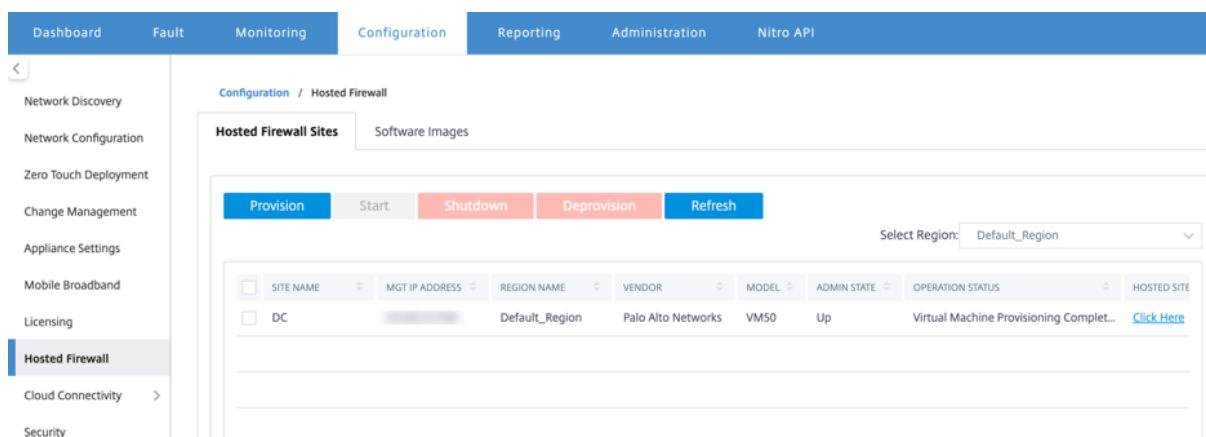 Dashboard Fault Monitoring Configuration Reporting Administration Nitro API
Network Discovery
Network Configuration
Zero Touch Deployment
Change Management
Appliance Settings
Mobile Broadband
Licensing
Hosted Firewall
Cloud Connectivity
Security
Configuration / Hosted Firewall
Hosted Firewall Sites Software Images
Provision Start Shutdown Deprovision Refresh
Select Region: Default_Region
SITE NAME MGT IP ADDRESS REGION NAME VENDOR MODEL ADMIN STATE OPERATION STATUS HOSTED SITE
DC Default_Region Palo Alto Networks VM50 Up Virtual Machine Provisioning Complet... Click Here